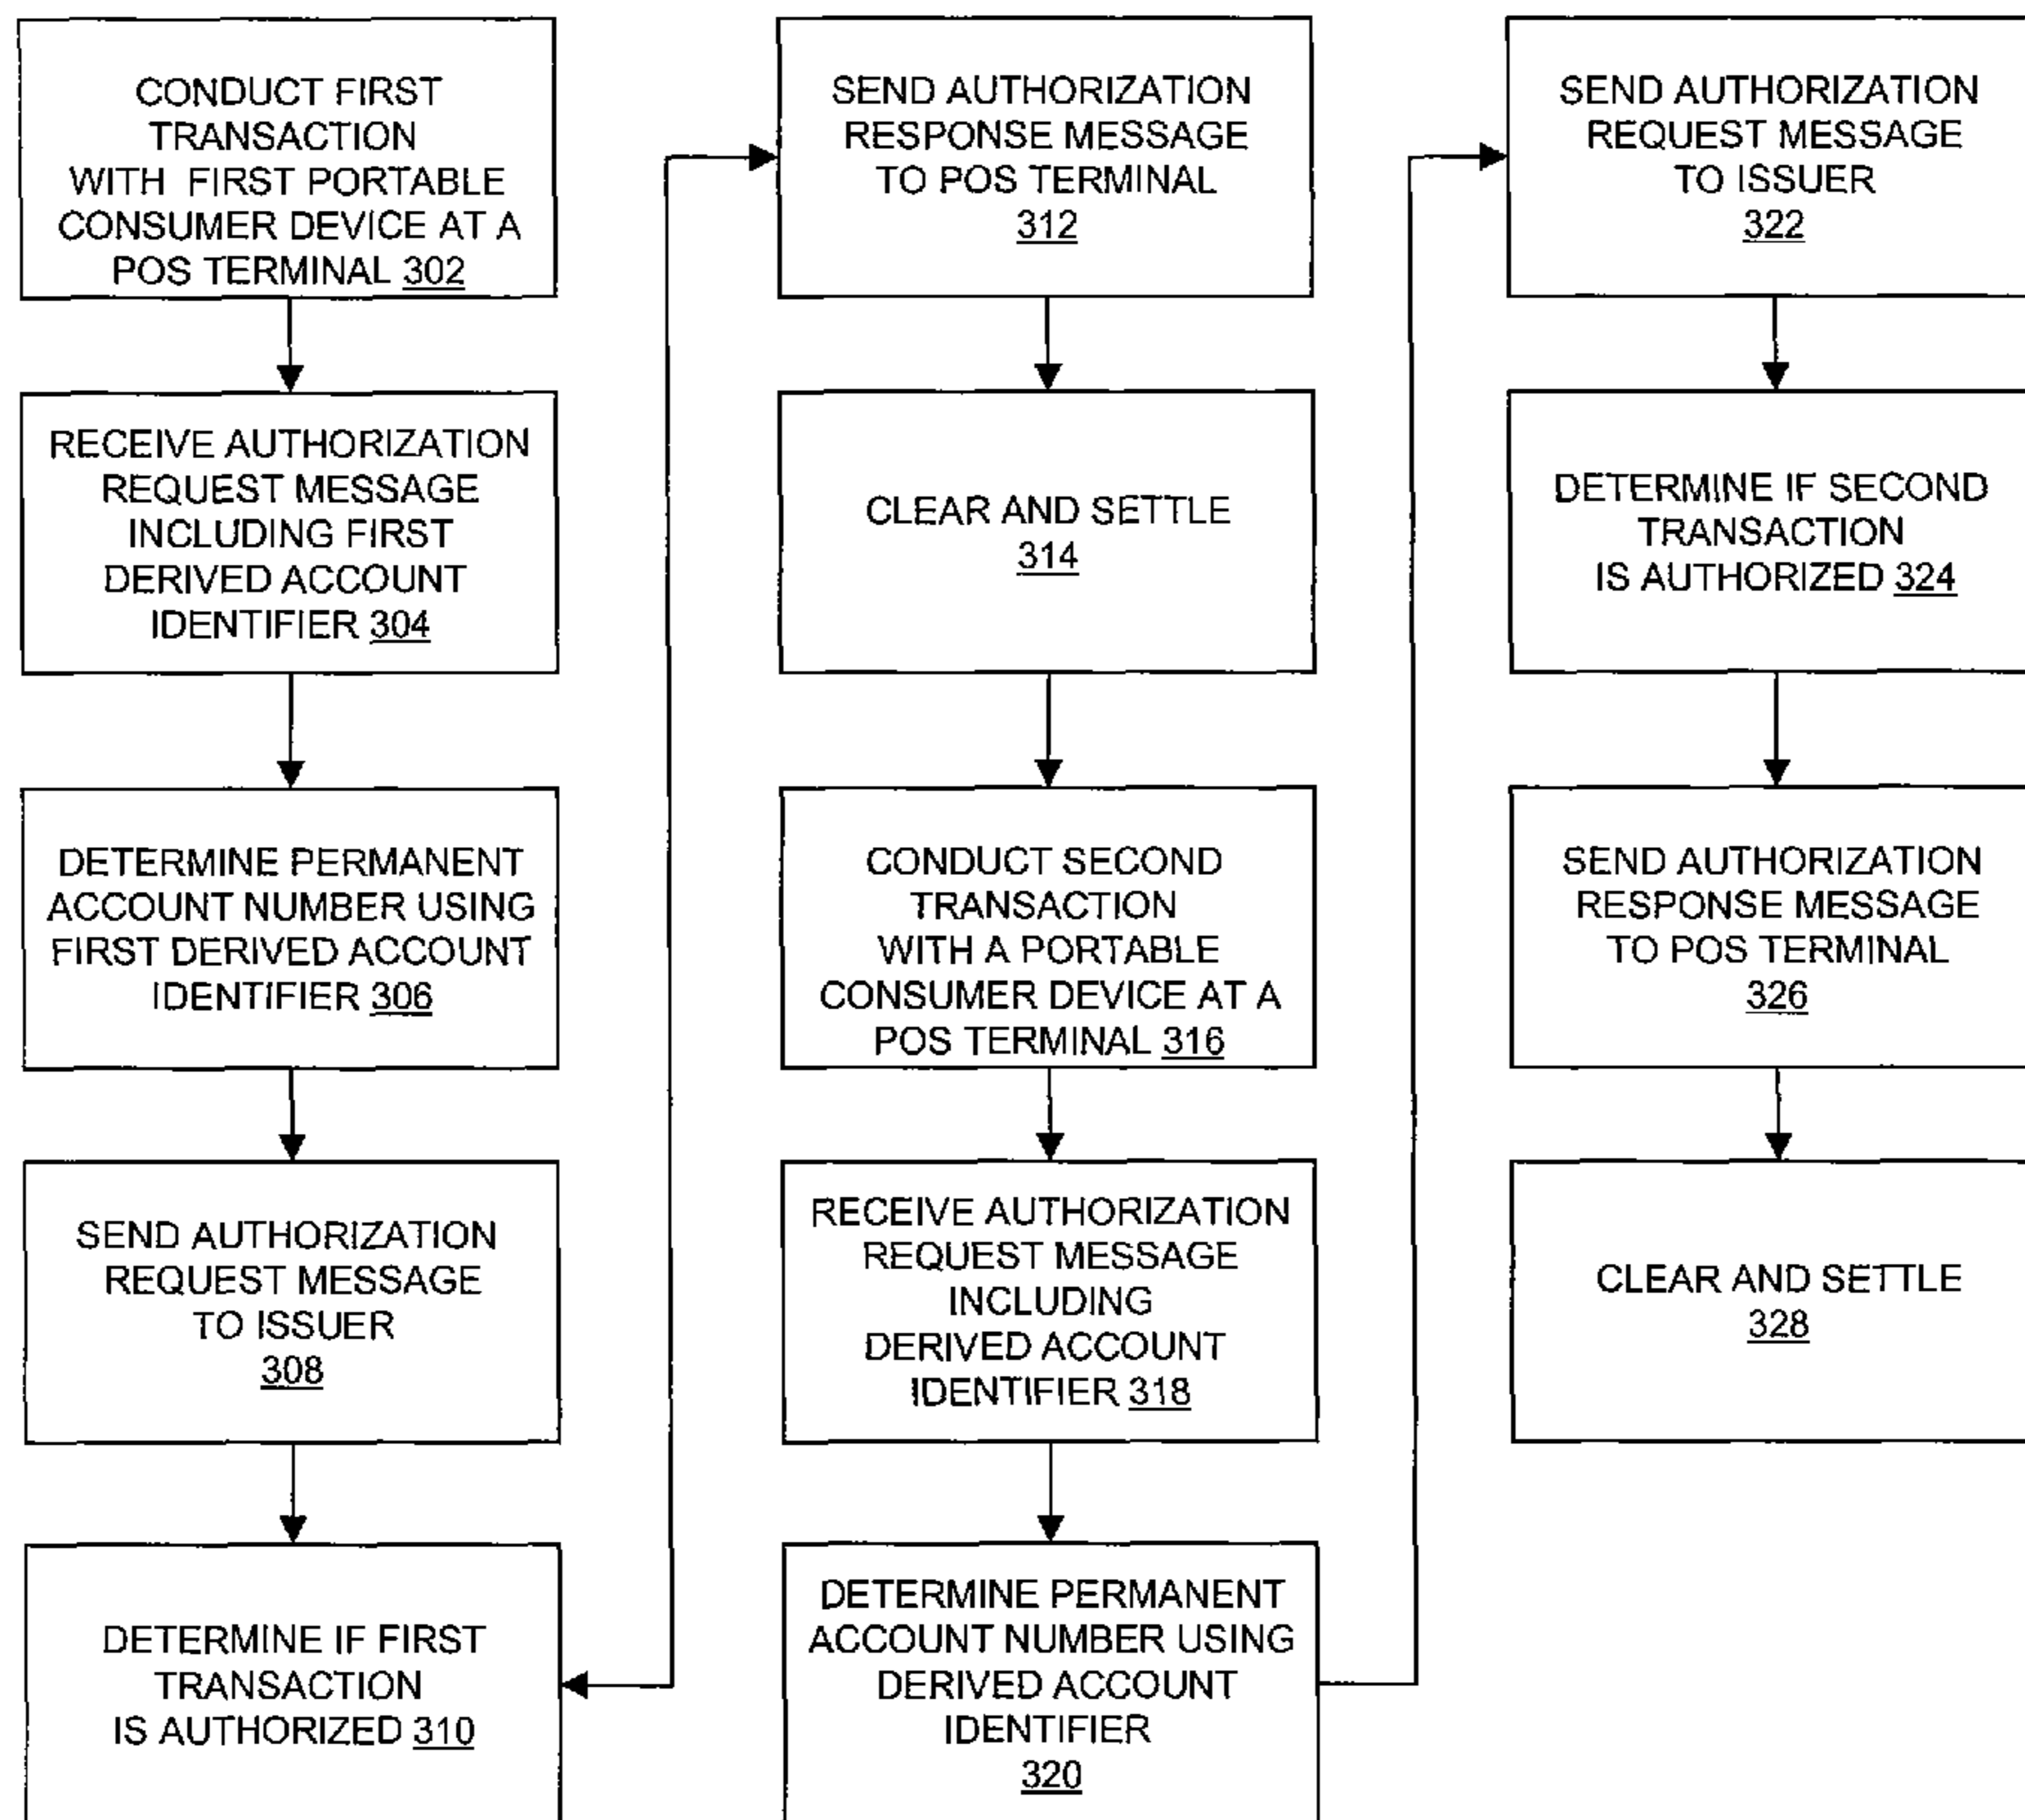 CONDUCT FIRST
TRANSACTION
WITH FIRST PORTABLE
CONSUMER DEVICE AT A
POS TERMINAL 302
RECEIVE AUTHORIZATION
REQUEST MESSAGE
INCLUDING FIRST
DERIVED ACCOUNT
IDENTIFIER 304
DETERMINE PERMANENT
ACCOUNT NUMBER USING
FIRST DERIVED ACCOUNT
IDENTIFIER 306
SEND AUTHORIZATION
REQUEST MESSAGE
TO ISSUER
308
DETERMINE IF FIRST
TRANSACTION
IS AUTHORIZED 310
SEND AUTHORIZATION
RESPONSE MESSAGE
TO POS TERMINAL
312
CLEAR AND SETTLE
314
CONDUCT SECOND
TRANSACTION
WITH A PORTABLE
CONSUMER DEVICE AT A
POS TERMINAL 316
RECEIVE AUTHORIZATION
REQUEST MESSAGE
INCLUDING
DERIVED ACCOUNT
IDENTIFIER 318
DETERMINE PERMANENT
ACCOUNT NUMBER USING
DERIVED ACCOUNT
IDENTIFIER
320
SEND AUTHORIZATION
REQUEST MESSAGE
TO ISSUER
322
DETERMINE IF SECOND
TRANSACTION
IS AUTHORIZED 324
SEND AUTHORIZATION
RESPONSE MESSAGE
TO POS TERMINAL
326
CLEAR AND SETTLE
328